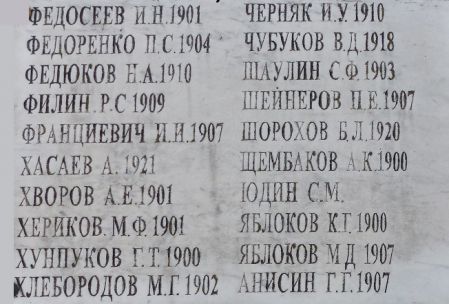 ФЕДОСЕЕВ И.Н.1901
ФЕДОРЕНКО П.С.1904
ФЕДЮКОВ Н.А.1910
ФИЛИН Р.С 1909
ФРАНЦИЕВИЧ И.И.1907
ХАСАЕВ А. 1921
ХВОРОВ А.Е.1901
ХЕРИКОВ. М.Ф.1901
ХУНПУКОВ Г.Т.1900
ХЛЕБОРОДОВ М.Г.1902
ЧЕРНЯК И.У.1910
ЧУБУКОВ В.Д.1918
ШАУЛИН С.Ф.1903
ШЕЙНЕРОВ П.Е.1907
ШОРОХОВ Б.Л.1920
ЩЕМБАКОВ А.К.1900
ЮДИН С.М.
ЯБЛОКОВ К.Г.1900
ЯБЛОКОВ М.Д 1907
АНИСИН Г.Г.1907